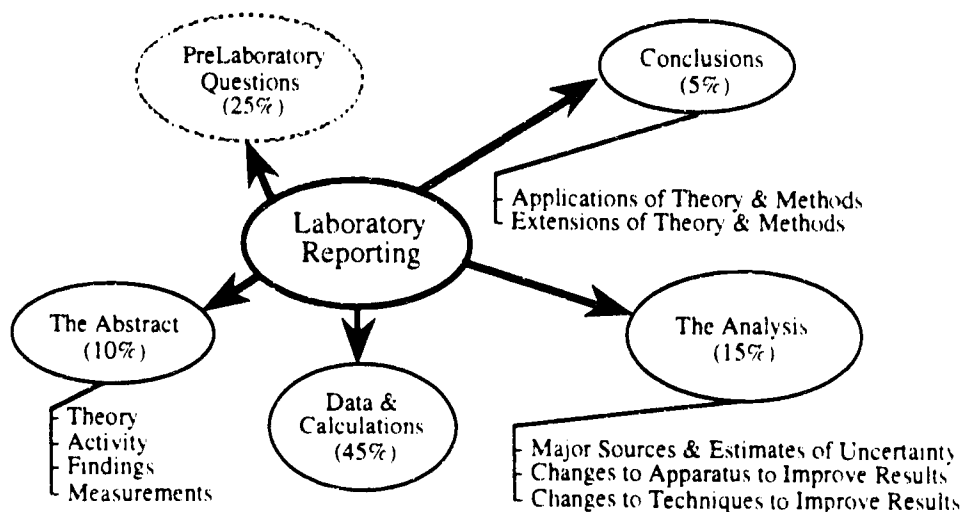 PreLaboratory
Questions
(25%)
Conclusions
(5%)
Applications of Theory & Methods
Extensions of Theory & Methods
Laboratory
Reporting
The Abstract
(10%)
Theory
Activity
Findings
Measurements
Data &
Calculations
(45%)
The Analysis
(15%)
Major Sources & Estimates of Uncertainty
Changes to Apparatus to Improve Results
Changes to Techniques to Improve Results